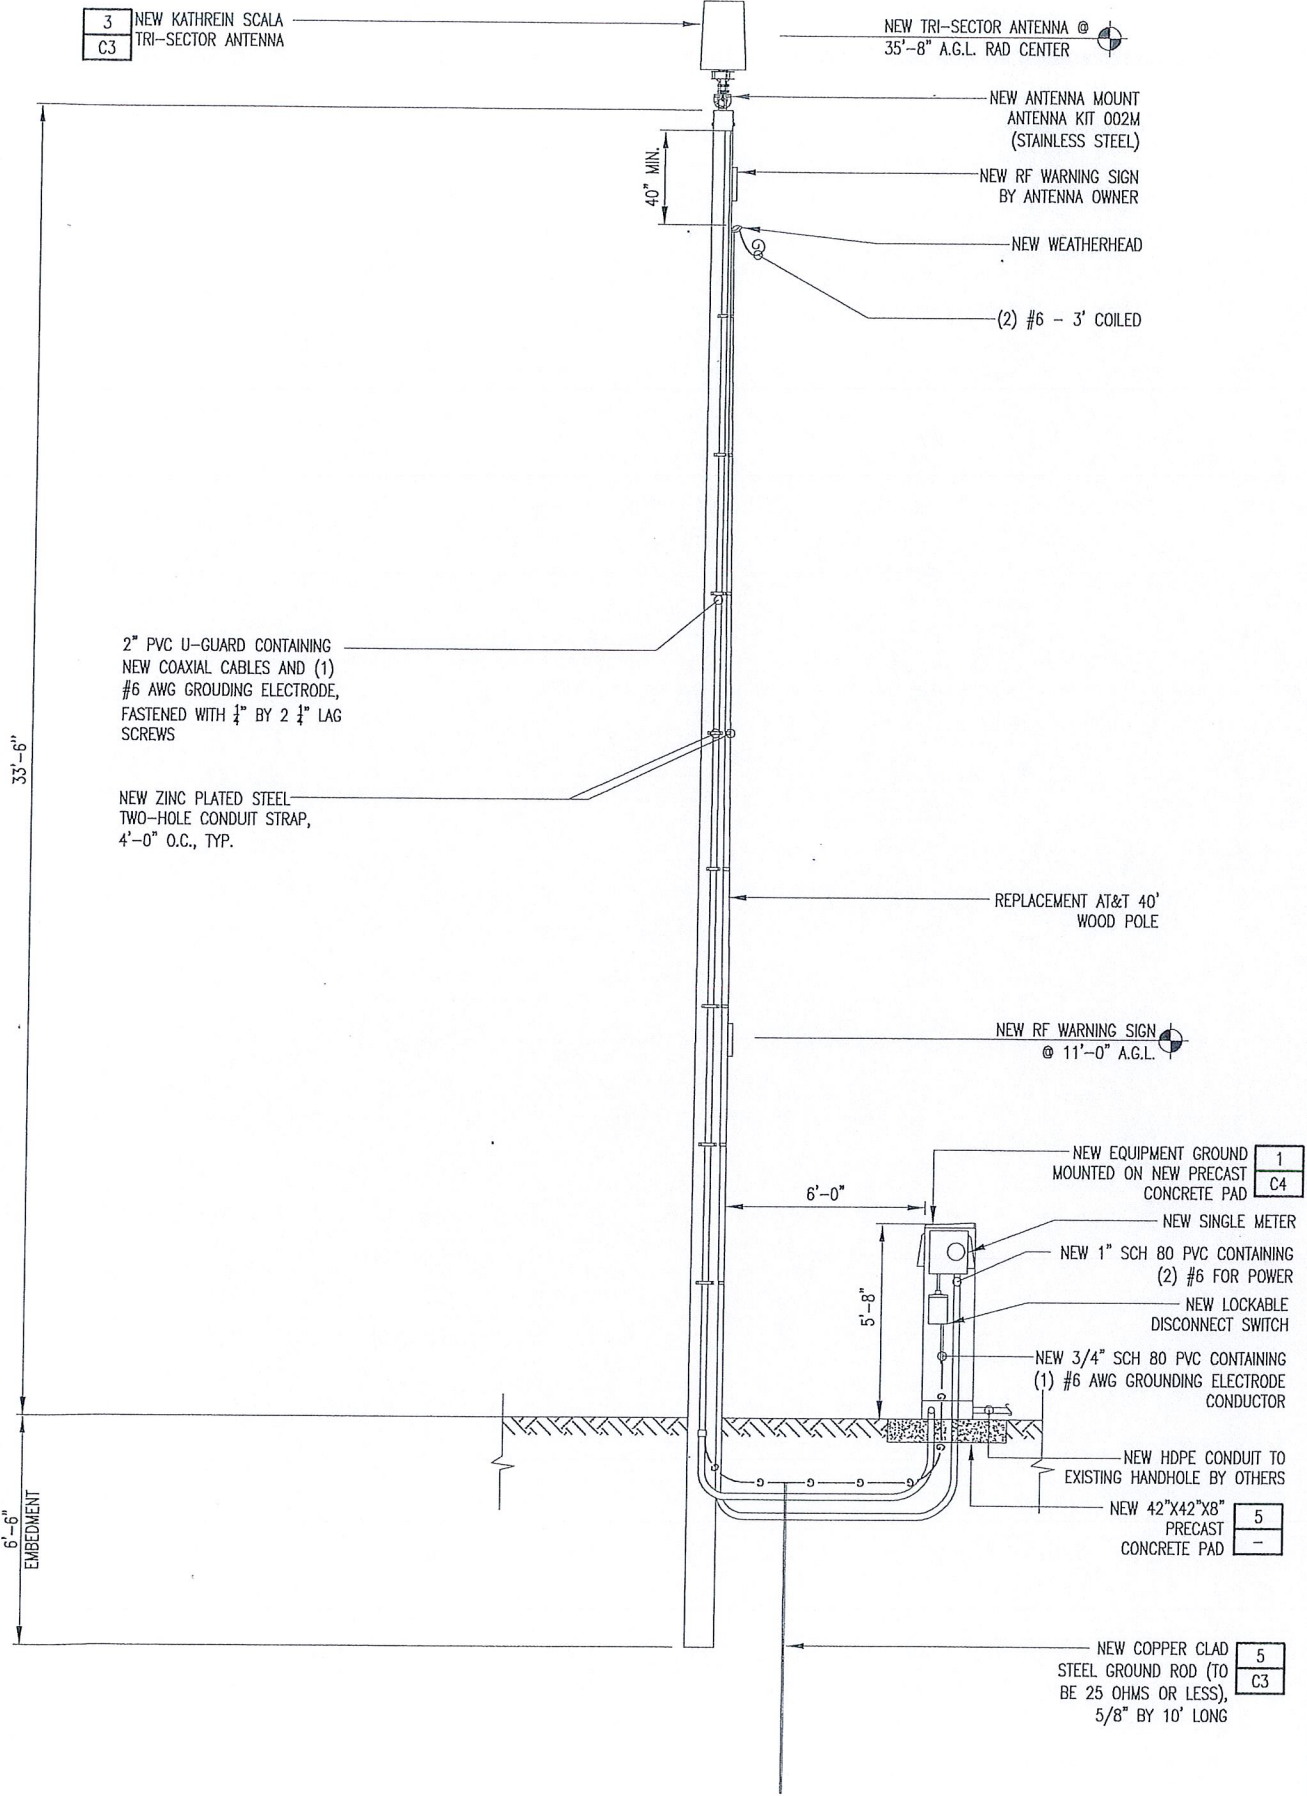 3
C3
NEW KATHREIN SCALA
TRI-SECTOR ANTENNA
NEW TRI-SECTOR ANTENNA @
35'-8" A.G.L. RAD CENTER
NEW ANTENNA MOUNT
ANTENNA KIT 002M
(STAINLESS STEEL)
40" MIN.
NEW RF WARNING SIGN
BY ANTENNA OWNER
NEW WEATHERHEAD
G
(2) #6 - 3' COILED
2" PVC U-GUARD CONTAINING
NEW COAXIAL CABLES AND (1)
#6 AWG GROUDING ELECTRODE,
FASTENED WITH 1/4" BY 2 1/4" LAG
SCREWS
33'-6"
NEW ZINC PLATED STEEL
TWO-HOLE CONDUIT STRAP,
4'-0" O.C., TYP.
REPLACEMENT AT&T 40'
WOOD POLE
NEW RF WARNING SIGN
@ 11'-0" A.G.L.
NEW EQUIPMENT GROUND
MOUNTED ON NEW PRECAST
CONCRETE PAD
1
C4
6'-0"
NEW SINGLE METER
NEW 1" SCH 80 PVC CONTAINING
(2) #6 FOR POWER
5'-8"
NEW LOCKABLE
DISCONNECT SWITCH
NEW 3/4" SCH 80 PVC CONTAINING
(1) #6 AWG GROUNDING ELECTRODE
CONDUCTOR
G
G
G
G
G
G
G
NEW HDPE CONDUIT TO
EXISTING HANDHOLE BY OTHERS
6'-6"
EMBEDMENT
NEW 42"X42"X8"
PRECAST
CONCRETE PAD
5
-
NEW COPPER CLAD
STEEL GROUND ROD (TO
BE 25 OHMS OR LESS),
5/8" BY 10' LONG
5
C3